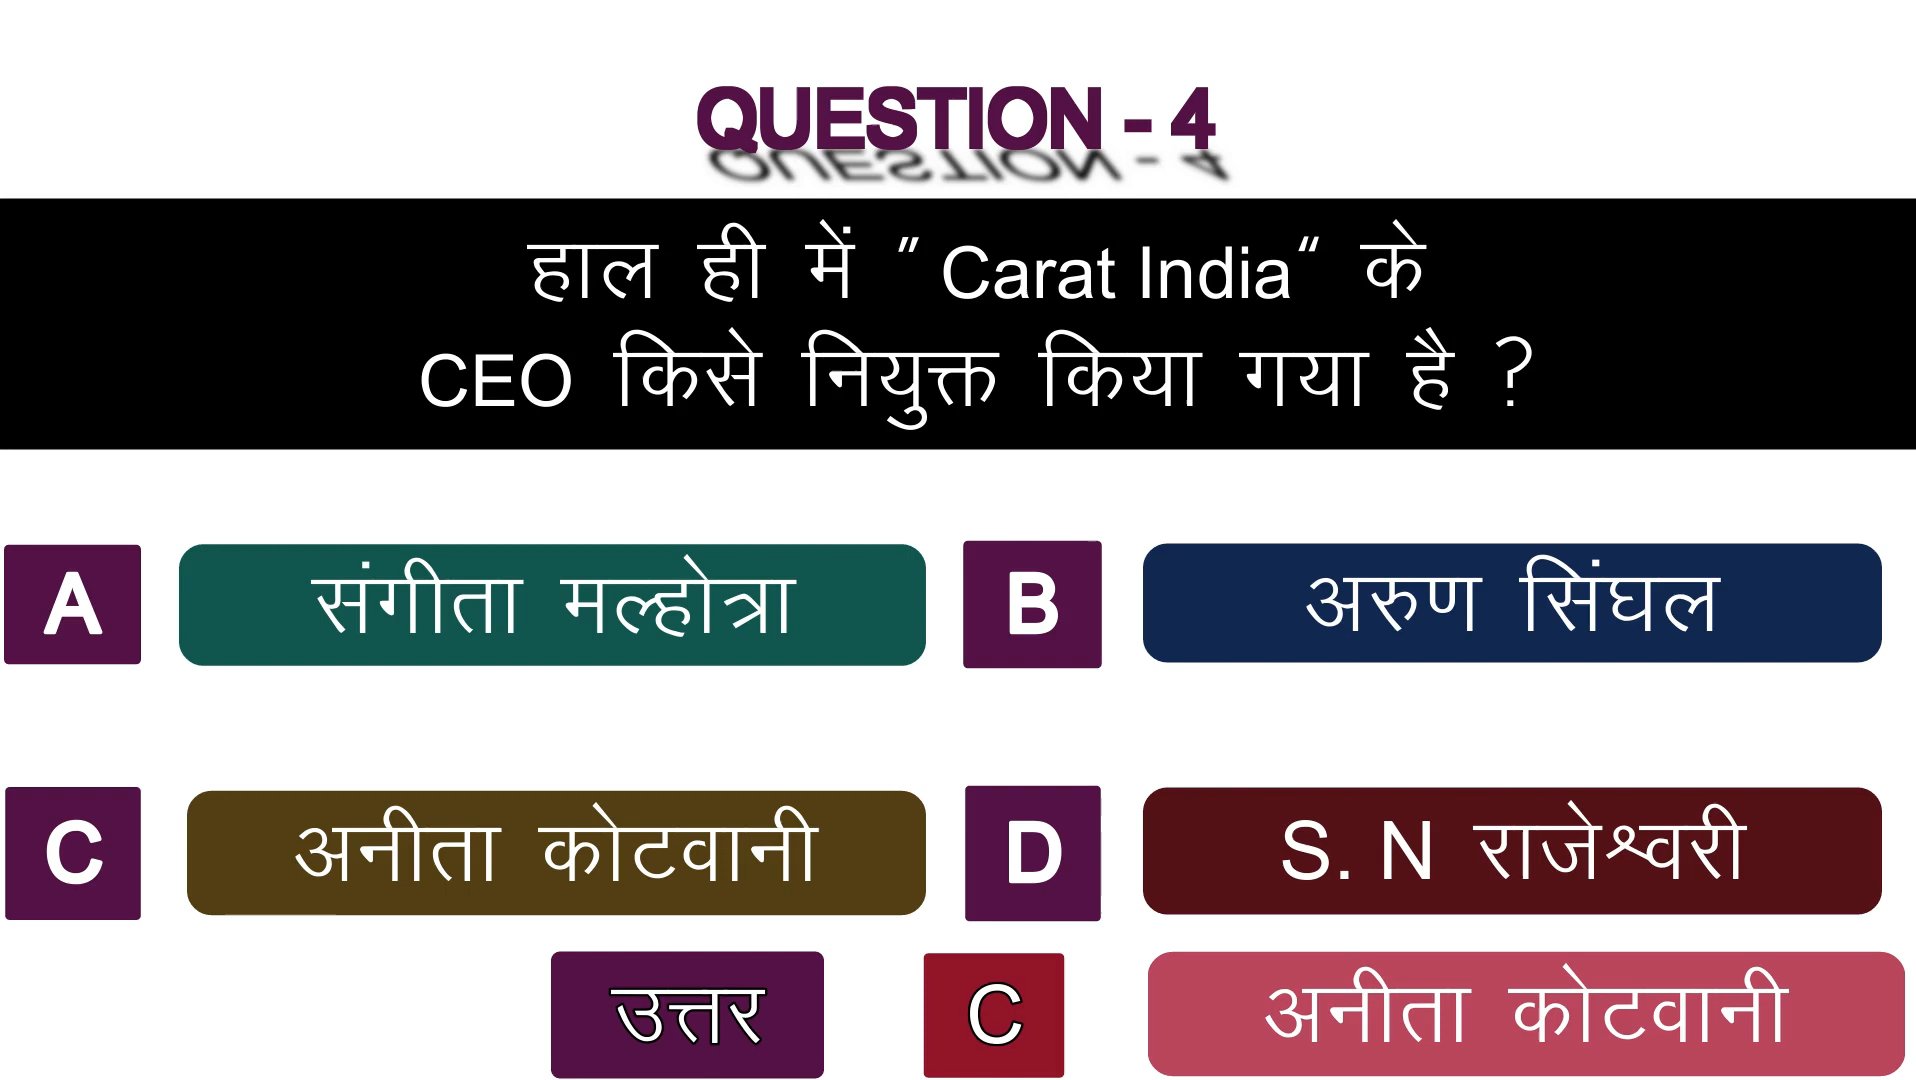 QUESTION - 4
हाल ही में " Carat India" के
CEO किसे नियुक्त किया गया है ?
A संगीता मल्होत्रा B अरुण सिंघल
C अनीता कोटवानी D S. N राजेश्वरी
उत्तर C अनीता कोटवानी